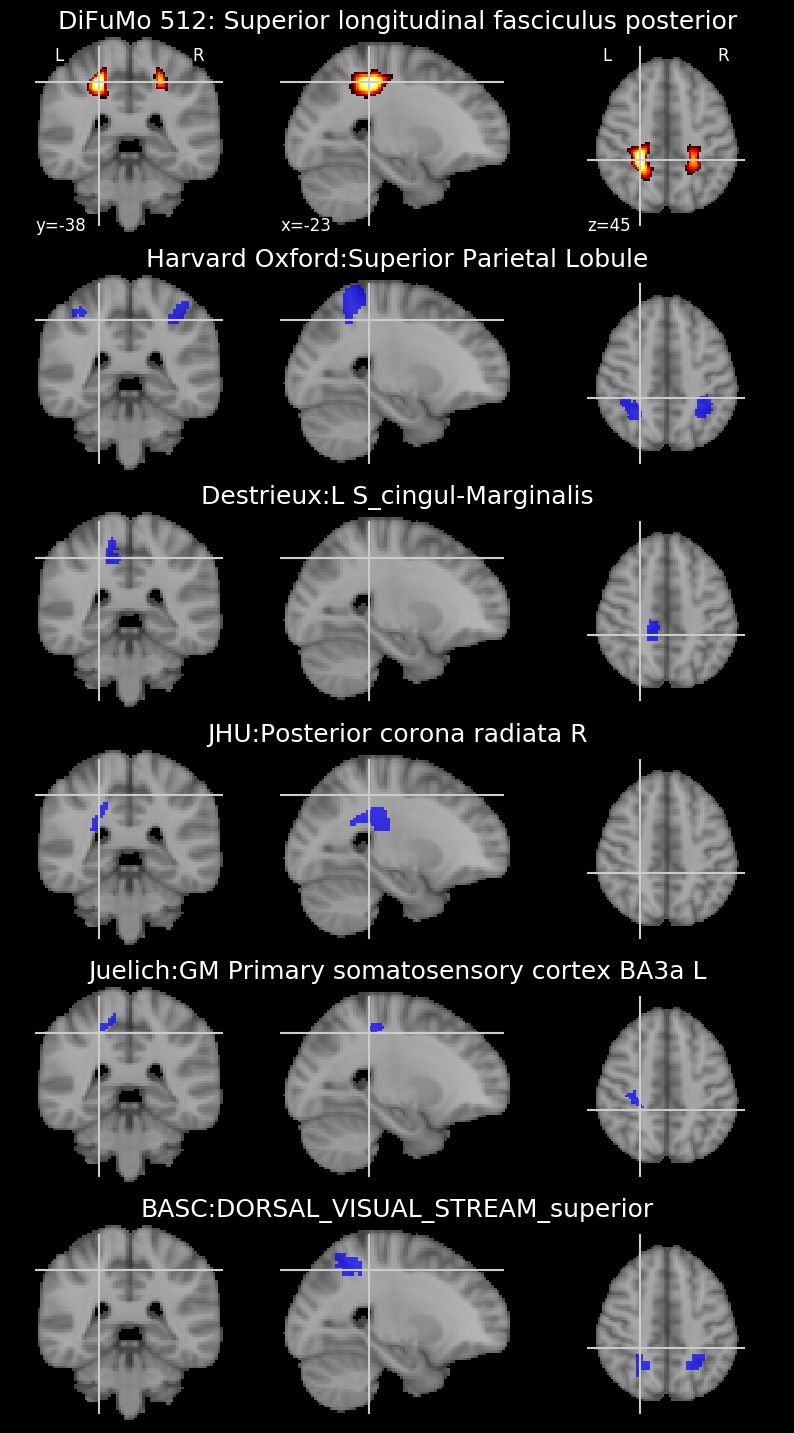 DiFuMo 512: Superior longitudinal fasciculus posterior
L R L R
y=-38 x=-23 z=45
Harvard Oxford:Superior Parietal Lobule
Destrieux:L S_cingul-Marginalis
JHU:Posterior corona radiata R
Juelich:GM Primary somatosensory cortex BA3a L
BASC:DORSAL_VISUAL_STREAM_superior